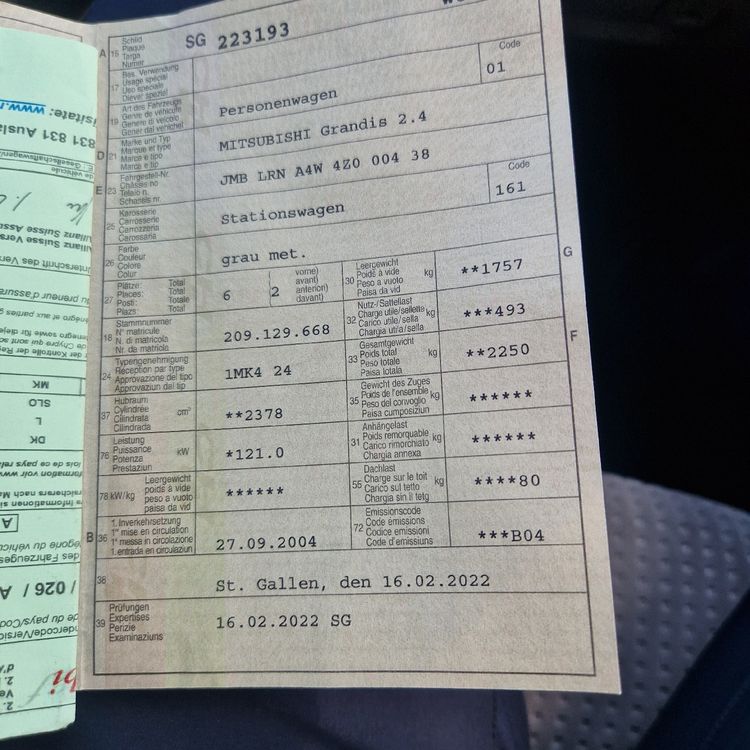 A 15 Schild Plaque Targa Numer SG 223193
17 Bes. Verwendung Usage spécial Uso speciale Diever spezial
19 Art des Fahrzeugs Genre de véhicule Genere di veicolo Gener dal vehichel Personenwagen Code 01
D 21 Marke und Typ Marque et type Marca e tipo Marca e tip MITSUBISHI Grandis 2.4
E 23 Fahrgestell-Nr. Châssis no Telaio n. Schassis nr. JMB LRN A4W 4Z0 004 38
25 Karosserie Carrosserie Carrozzeria Carossaria Stationswagen Code 161
26 Farbe Couleur Colore Colur grau met.
27 Plätze: Total Places: Total Posti: Totale Plazs: Total 6 2 vorne) avant) anteriori) davant)
G 30 Leergewicht Poids à vide Peso a vuoto Paisa da vid kg **1757
18 Stammnummer N° matricule N. di matricola Nr. da matricla 209.129.668
32 Nutz-/Sattellast Charge utile/sellette Carico utile/sella Chargia util/a sella kg ***493
24 Typengenehmigung Réception par type Approvazione del tipo Approvaziun dal tip 1MK4 24
F 33 Gesamtgewicht Poids total Peso totale Paisa totala kg **2250
37 Hubraum Cylindrée Cilindrata Cilindrada cm³ **2378
35 Gewicht des Zuges Poids de l'ensemble Peso del convoglio Paisa cumposiziun kg ******
76 Leistung Puissance Potenza Prestaziun kW *121.0
31 Anhängelast Poids remorquable Carico rimorchiato Chargia annexa kg ******
78 kW/kg Leergewicht poids à vide peso a vuoto paisa da vid ******
55 Dachlast Charge sur le toit Carico sul tetto Chargia sin il tetg kg ****80
B 36 1. Inverkehrsetzung 1re mise en circulation 1a messa in circolazione 1. entrada en circulaziun 27.09.2004
72 Emissionscode Code émissions Codice emissioni Code d'emissiuns ***B04
38 St. Gallen, den 16.02.2022
39 Prüfungen Expertises Perizie Examinaziuns 16.02.2022 SG
MK
SLO
L
DK
A